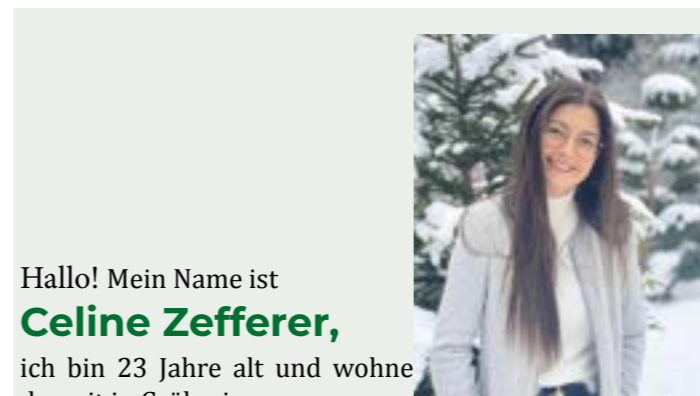 Hallo! Mein Name ist
Celine Zefferer,
ich bin 23 Jahre alt und wohne